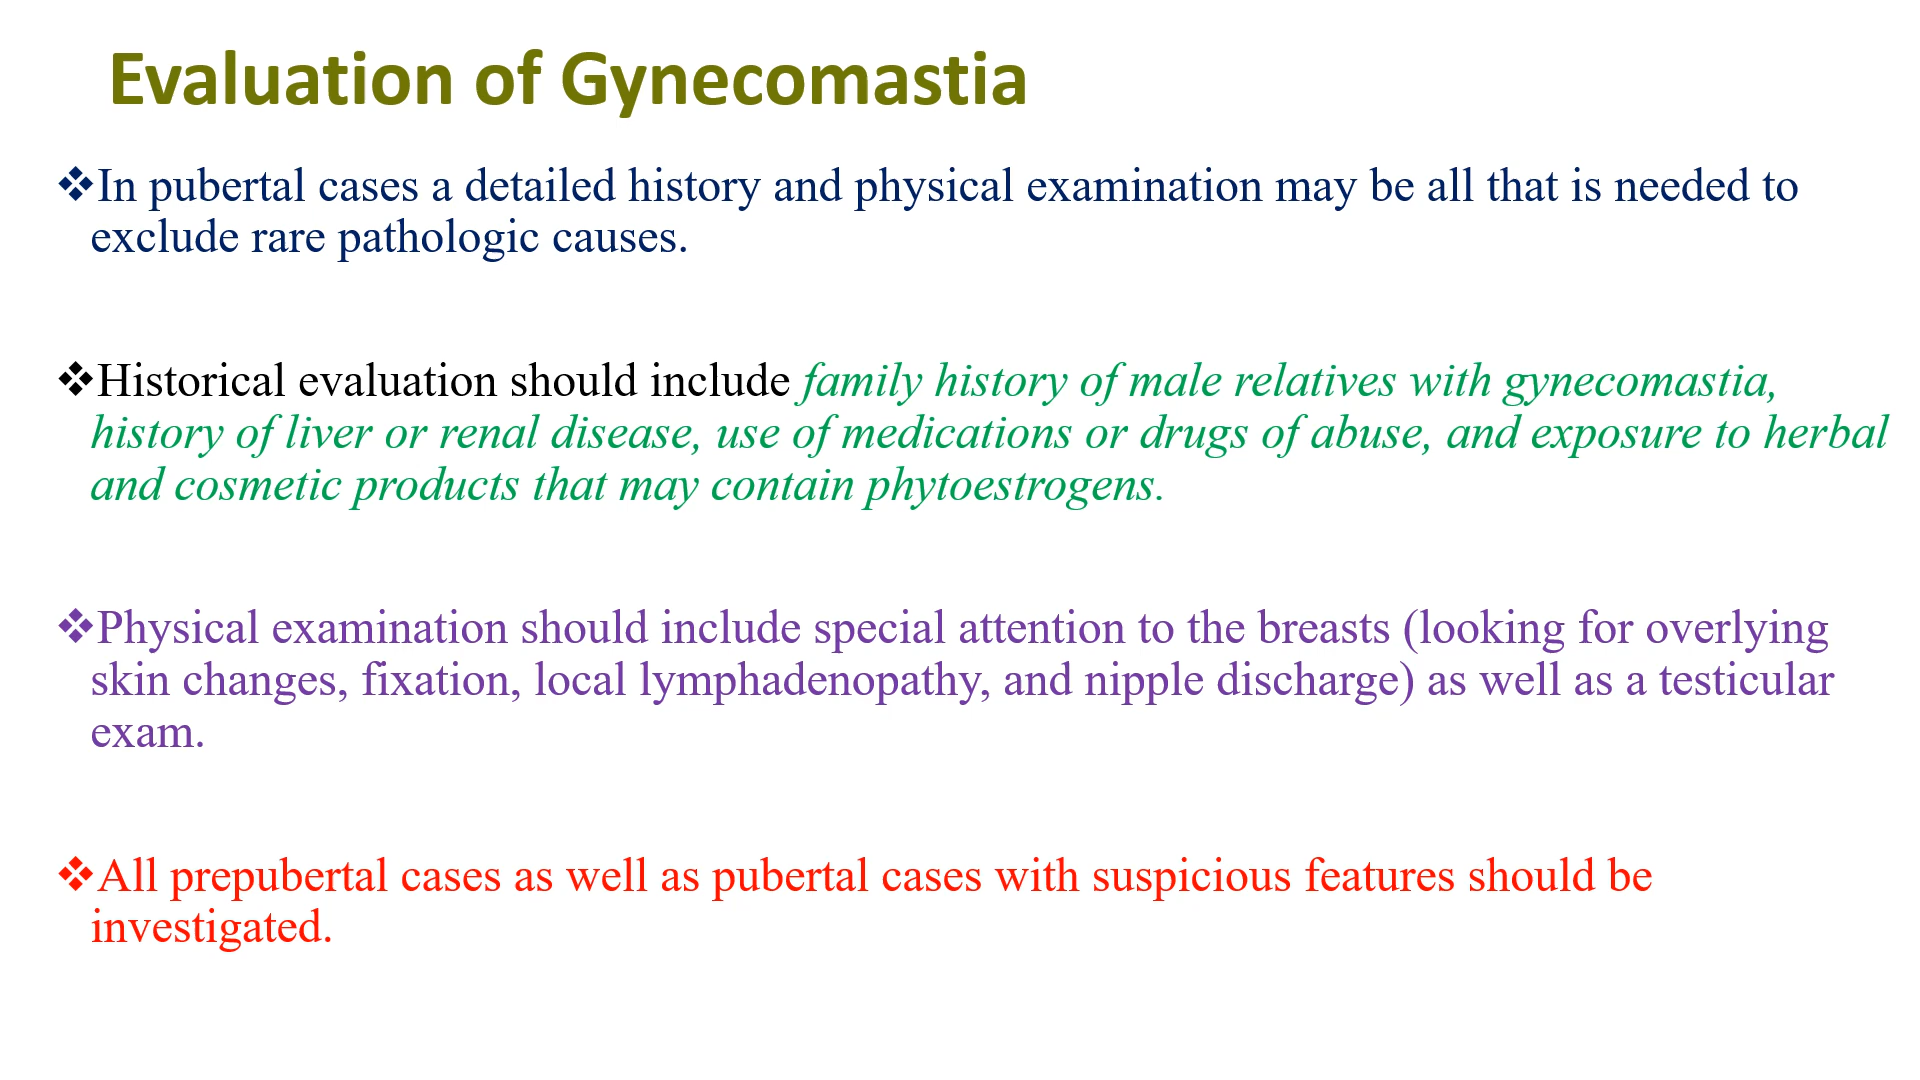 Evaluation of Gynecomastia
❖In pubertal cases a detailed history and physical examination may be all that is needed to
exclude rare pathologic causes.
❖Historical evaluation should include family history of male relatives with gynecomastia,
history of liver or renal disease, use of medications or drugs of abuse, and exposure to herbal
and cosmetic products that may contain phytoestrogens.
❖Physical examination should include special attention to the breasts (looking for overlying
skin changes, fixation, local lymphadenopathy, and nipple discharge) as well as a testicular
exam.
❖All prepubertal cases as well as pubertal cases with suspicious features should be
investigated.